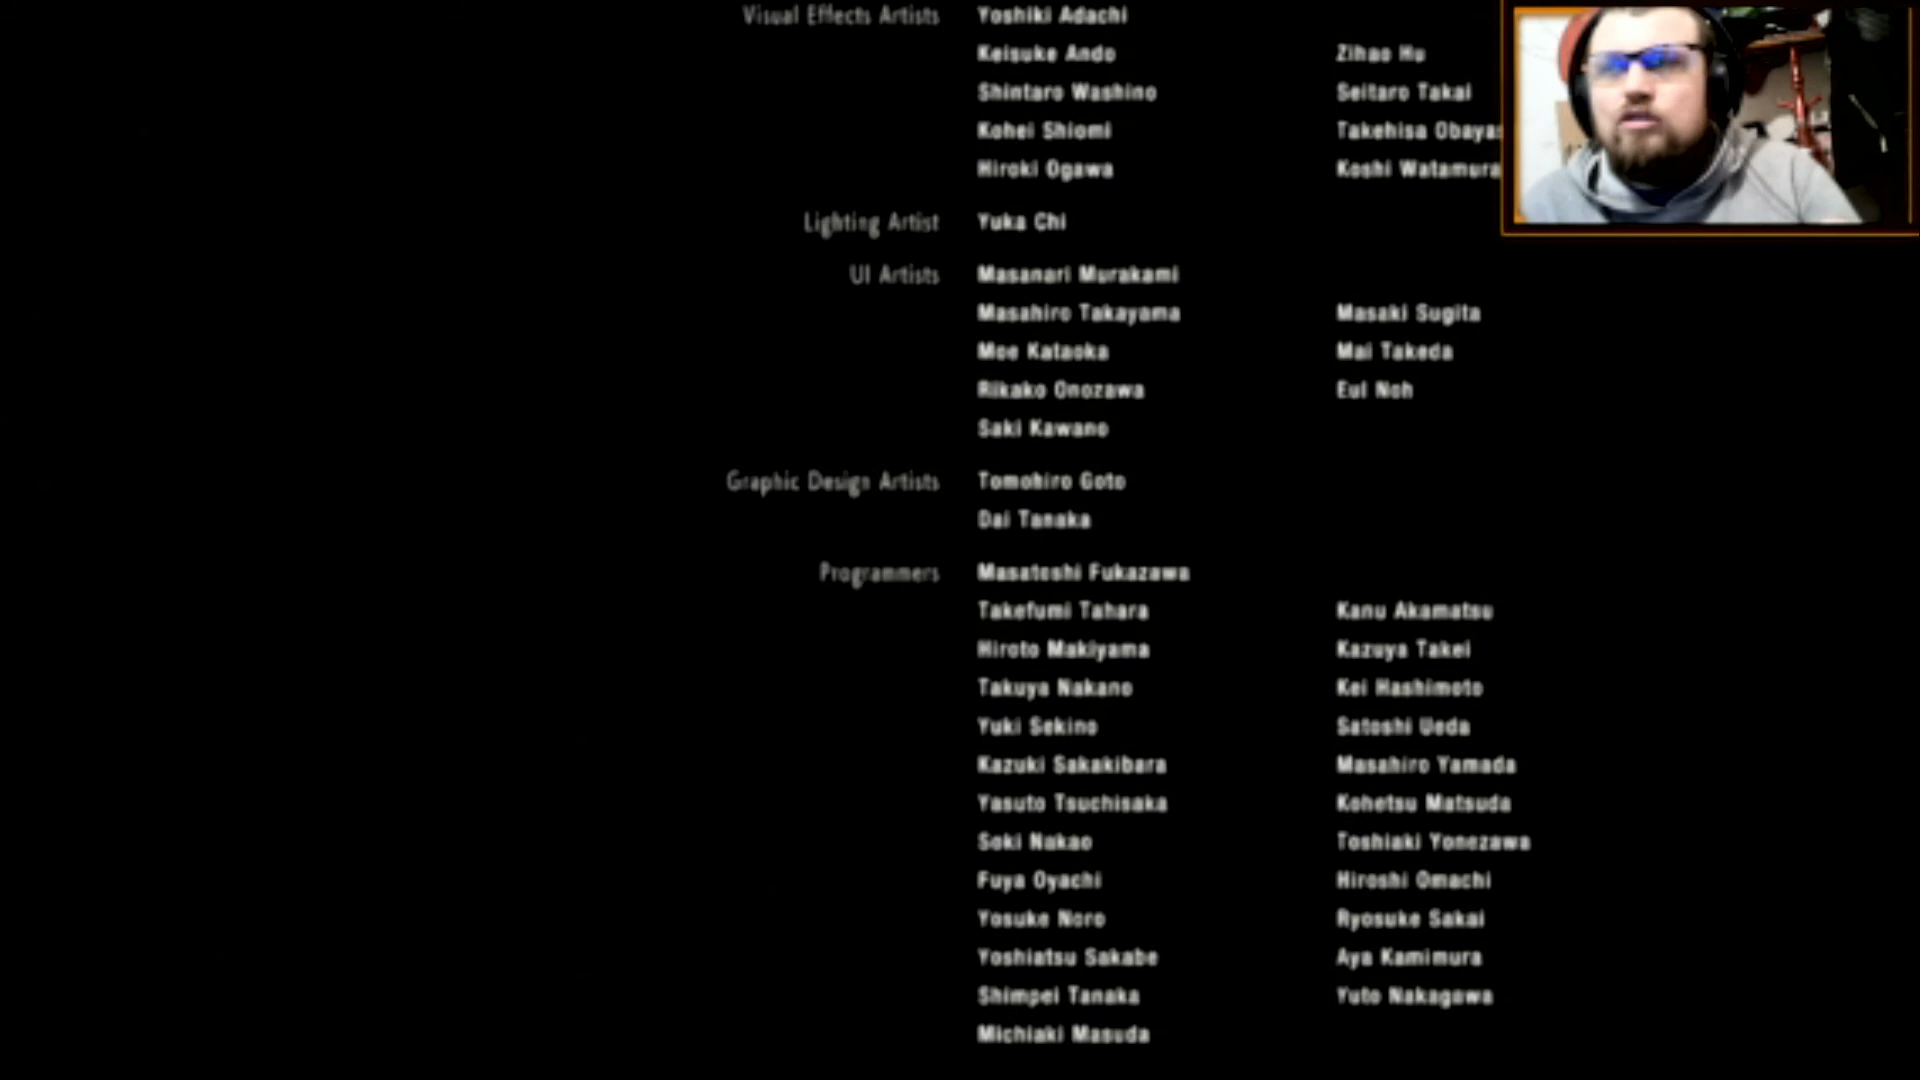 Visual Effects Artists Yoshiki Adachi
Keisuke Ando Zihao Hu
Shintaro Washino Seitaro Takai
Kohei Shiomi Takehisa
Hiroki Ogawa Koshi Watamura
Lighting Artist Yuka Chi
UI Artists Masanari Murakami
Masahiro Takayama Masaki Sugita
Moe Kataoka Mai Takeda
Rikako Onozawa Eul Noh
Saki Kawano
Graphic Design Artists Tomohiro Goto
Dai Tanaka
Programmers Masatoshi Fukazawa
Takefumi Tahara Kanu Akamatsu
Hiroto Makiyama Kazuya Takei
Takuya Nakano Kei Hashimoto
Yuki Sekino Satoshi Ueda
Kazuki Sakakibara Masahiro Yamada
Yasuto Tsuchisaka Kohetsu Matsuda
Soki Nakao Toshiaki Yonezawa
Fuya Oyachi Hiroshi Omachi
Yosuke Noro Ryosuke Sakai
Yoshiatsu Sakabe Aya Kamimura
Shimpei Tanaka Yuto Nakagawa
Michiaki Masuda